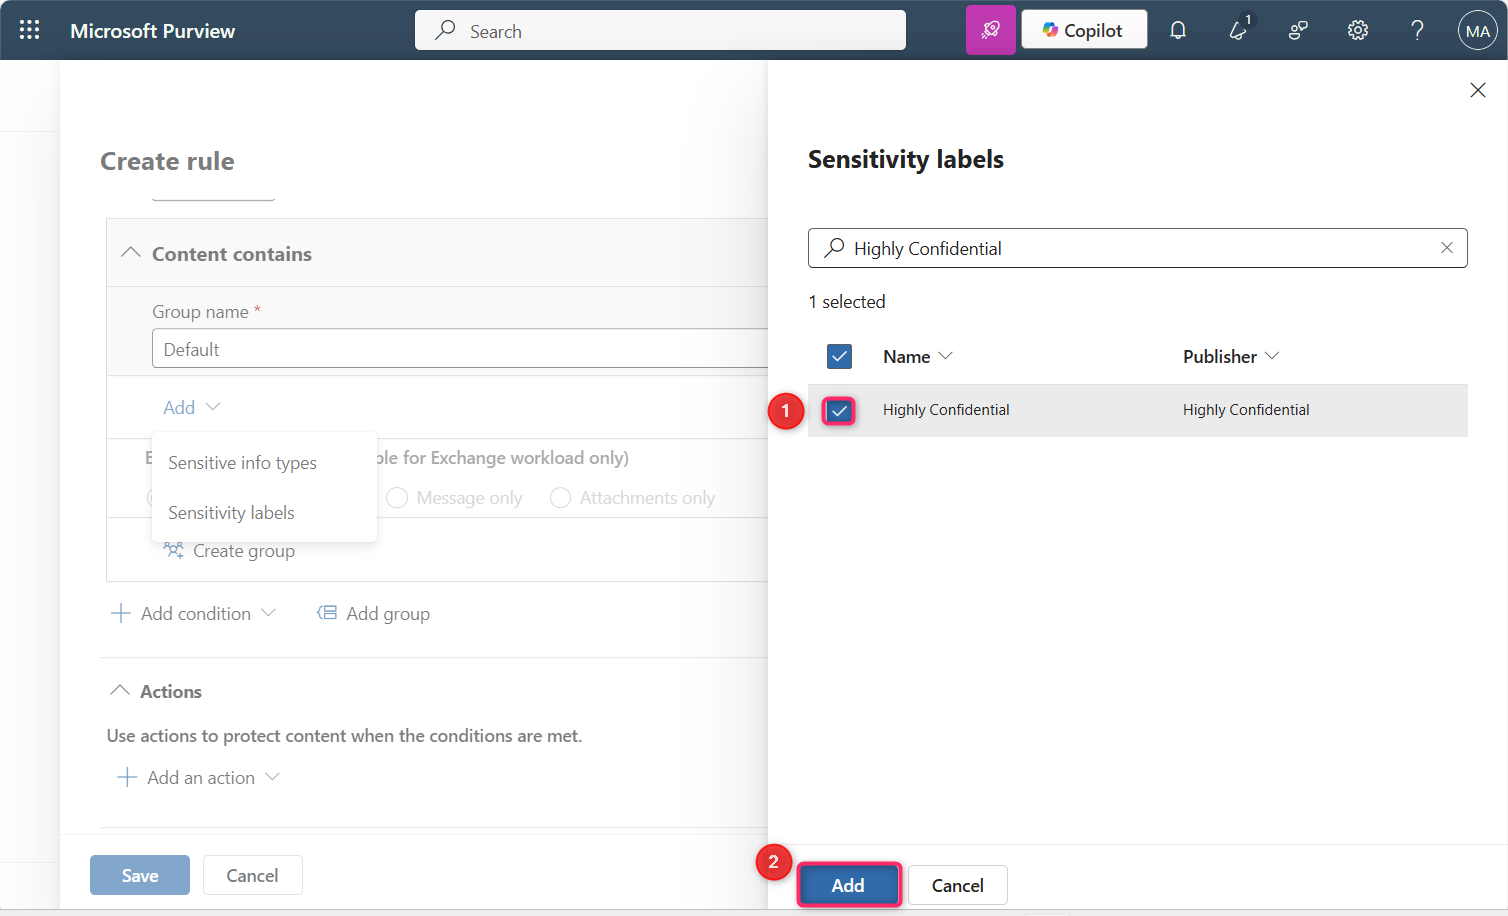 Microsoft Purview
Search
Copilot
1
MA
Create rule
Content contains
Group name *
Default
Add
Sensitive info types
Sensitivity labels
ble for Exchange workload only)
Message only
Attachments only
Create group
Add condition
Add group
Actions
Use actions to protect content when the conditions are met.
Add an action
Save
Cancel
Sensitivity labels
Highly Confidential
1 selected
Name
Publisher
1
Highly Confidential
Highly Confidential
2
Add
Cancel